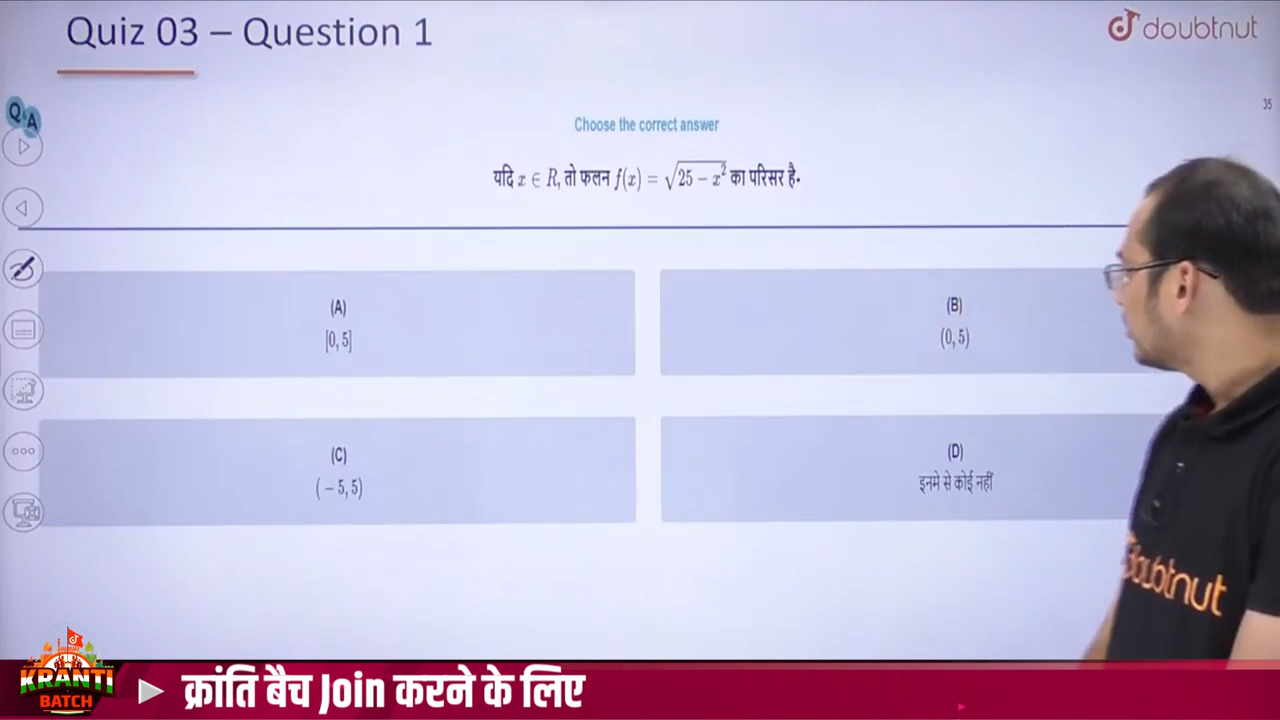 Quiz 03 – Question 1
doubtnut
35
Q A
Choose the correct answer
यदि x ∈ R, तो फलन f(x) = √(25 − x²) का परिसर है-
(A)
[0, 5]
(B)
(0, 5)
(C)
( − 5, 5)
(D)
इनमे से कोई नहीं
doubtnut
KRANTI
BATCH
क्रांति बैच Join करने के लिए